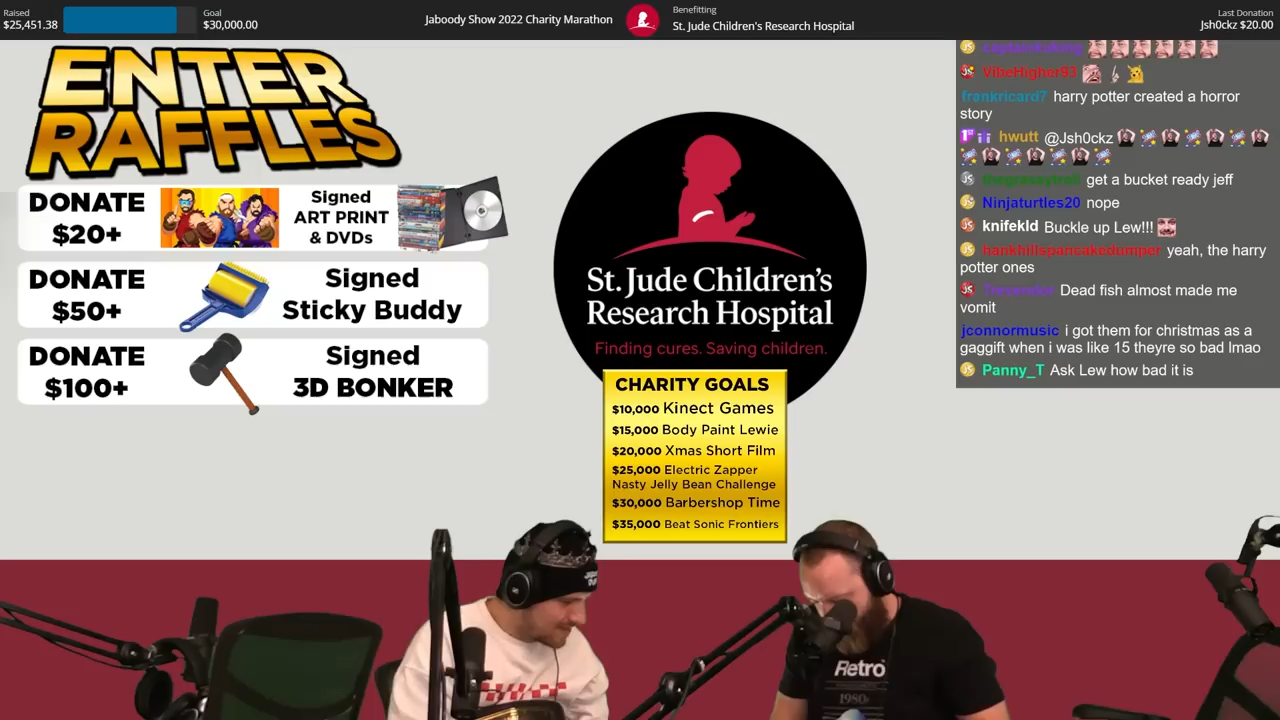 Raised
$25,451.38
Goal
$30,000.00
Jaboody Show 2022 Charity Marathon
Benefitting
St. Jude Children's Research Hospital
Last Donation
Jsh0ckz $20.00
ENTER
RAFFLES
DONATE
$20+
Signed
ART PRINT
& DVDs
DONATE
$50+
Signed
Sticky Buddy
DONATE
$100+
Signed
3D BONKER
St. Jude Children's
Research Hospital
Finding cures. Saving children.
CHARITY GOALS
$10,000 Kinect Games
$15,000 Body Paint Lewie
$20,000 Xmas Short Film
$25,000 Electric Zapper
Nasty Jelly Bean Challenge
$30,000 Barbershop Time
$35,000 Beat Sonic Frontiers
VibeHigher93
frankricard7 harry potter created a horror
story
hwutt @Jsh0ckz
thegrassytroll get a bucket ready jeff
Ninjaturtles20 nope
knifekld Buckle up Lew!!!
hankhillspancakedumper yeah, the harry
potter ones
Dead fish almost made me
vomit
jconnormusic i got them for christmas as a
gaggift when i was like 15 theyre so bad lmao
Panny_T Ask Lew how bad it is
Retro
1980s